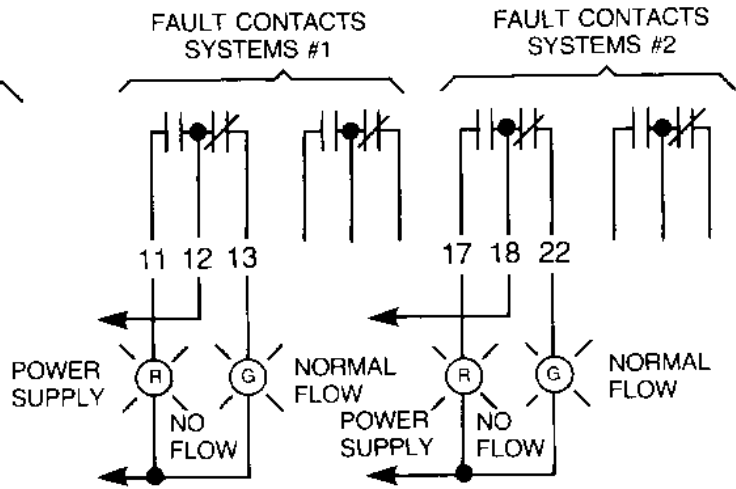 FAULT CONTACTS
SYSTEMS #1
FAULT CONTACTS
SYSTEMS #2
11 12 13
17 18 22
POWER
SUPPLY
R
G
NO
FLOW
NORMAL
FLOW
POWER
SUPPLY
R
G
NO
FLOW
NORMAL
FLOW